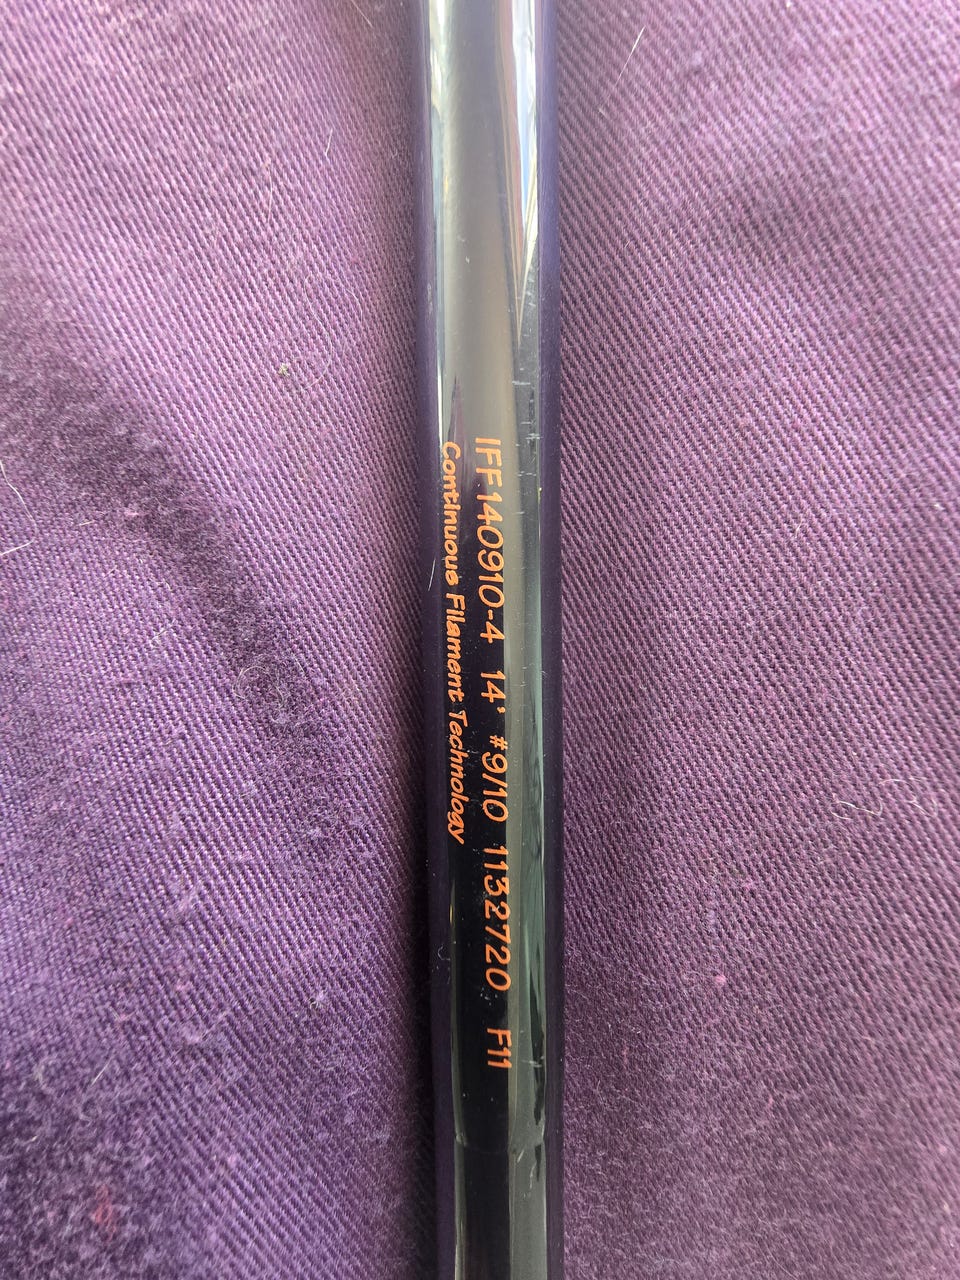 IFF140910-4 14' #9/10 1132720 F11
Continuous Filament Technology